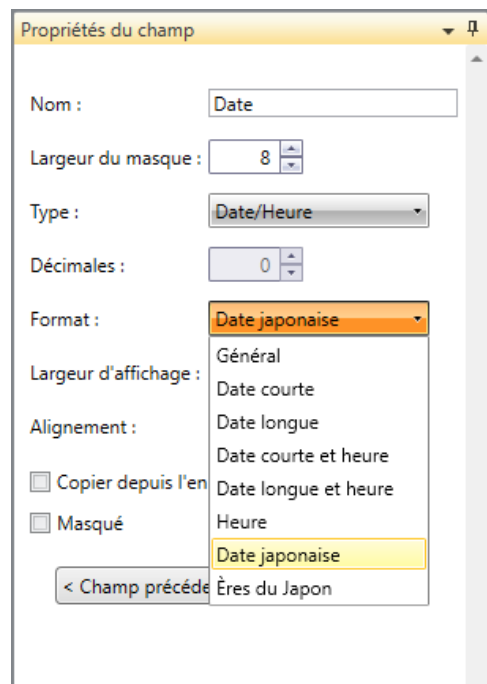 Propriétés du champ
Nom : Date
Largeur du masque : 8
Type : Date/Heure
Décimales : 0
Format : Date japonaise
Général
Largeur d'affichage :
Date courte
Date longue
Alignement :
Date courte et heure
Copier depuis l'en
Date longue et heure
Masqué
Heure
Date japonaise
< Champ précéde
Ères du Japon